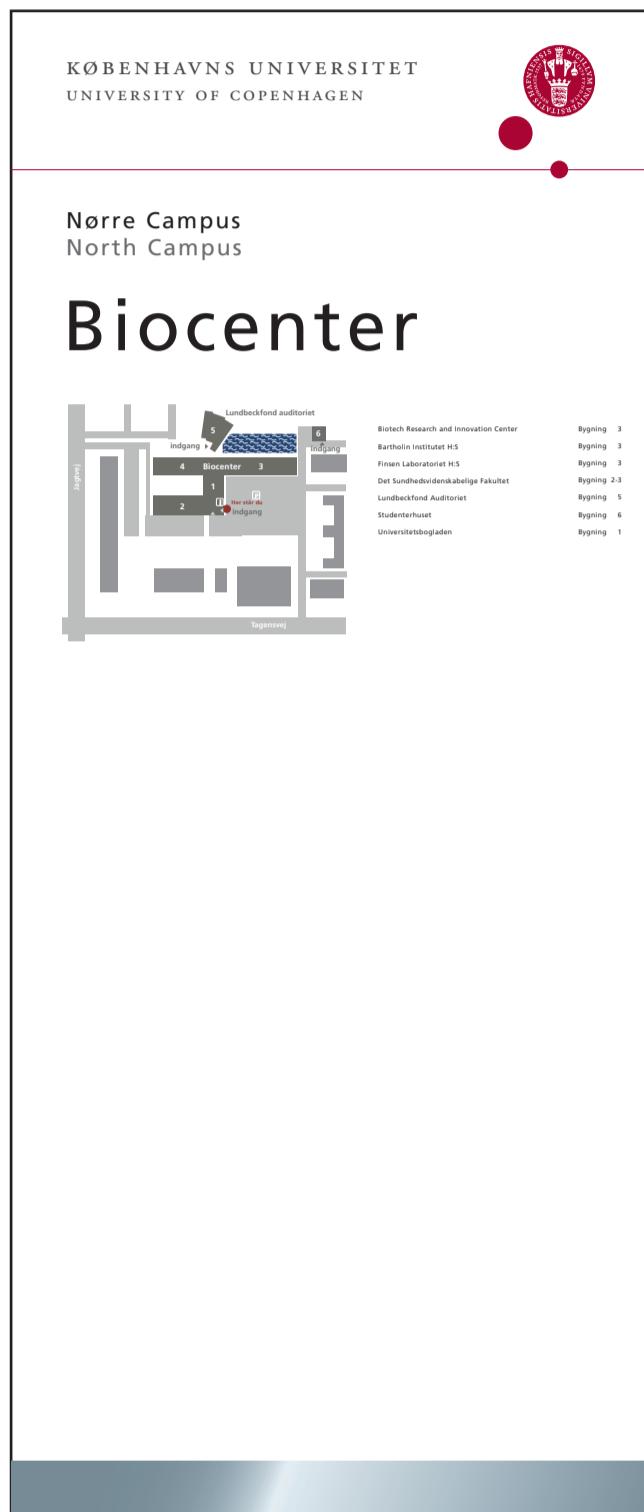 KØBENHAVNS UNIVERSITET
UNIVERSITY OF COPENHAGEN
Nørre Campus
North Campus
Biocenter
Lundbeckfond auditoriet
5
6
indgang
Indgang
4 Biocenter 3
1
2
Her står du
indgang
Jagtvej
Tagensvej
Biotech Research and Innovation Center Bygning 3
Bartholin Institutet H:S Bygning 3
Finsen Laboratoriet H:S Bygning 3
Det Sundhedsvidenskabelige Fakultet Bygning 2-3
Lundbeckfond Auditoriet Bygning 5
Studenterhuset Bygning 6
Universitetsbogladen Bygning 1